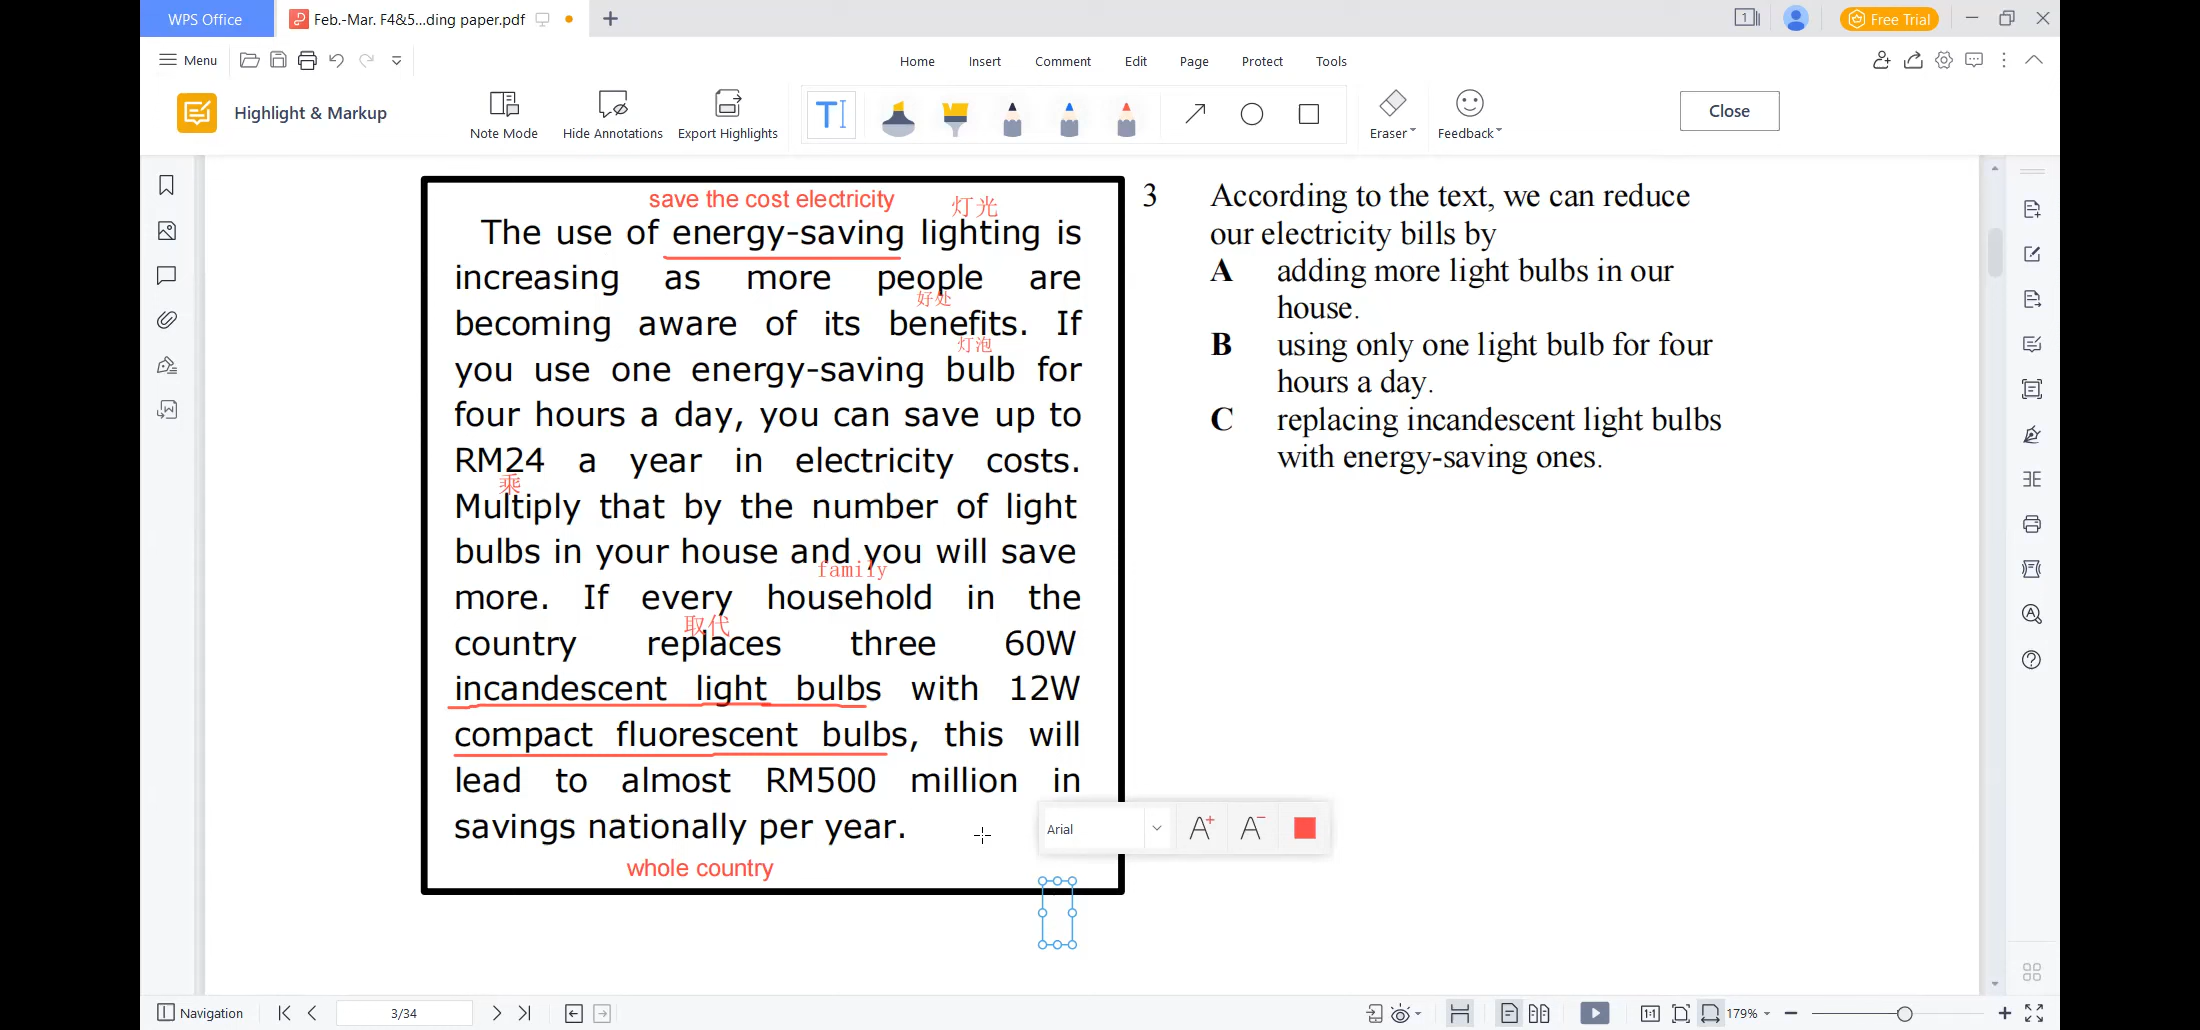 WPS Office
Feb.-Mar. F4&5...ding paper.pdf
1
Free Trial
Menu
Home Insert Comment Edit Page Protect Tools
Highlight & Markup
Note Mode Hide Annotations Export Highlights
T
Eraser Feedback
Close
save the cost electricity
灯光
The use of energy-saving lighting is
increasing as more people are
好处
becoming aware of its benefits. If
灯泡
you use one energy-saving bulb for
four hours a day, you can save up to
RM24 a year in electricity costs.
乘
Multiply that by the number of light
bulbs in your house and you will save
family
more. If every household in the
取代
country replaces three 60W
incandescent light bulbs with 12W
compact fluorescent bulbs, this will
lead to almost RM500 million in
savings nationally per year.
whole country
3 According to the text, we can reduce
our electricity bills by
A adding more light bulbs in our
house.
B using only one light bulb for four
hours a day.
C replacing incandescent light bulbs
with energy-saving ones.
Arial A+ A-
Navigation 3/34 1:1 179%